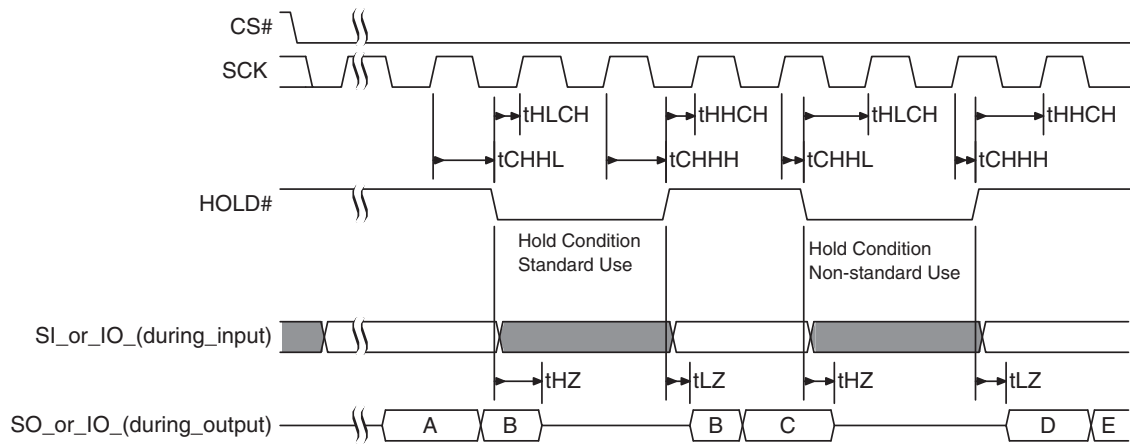 CS#
SCK
tHLCH
tHHCH
tHLCH
tHHCH
tCHHL
tCHHH
tCHHL
tCHHH
HOLD#
Hold Condition
Standard Use
Hold Condition
Non-standard Use
SI_or_IO_(during_input)
tHZ
tLZ
tHZ
tLZ
SO_or_IO_(during_output)
A
B
B
C
D
E